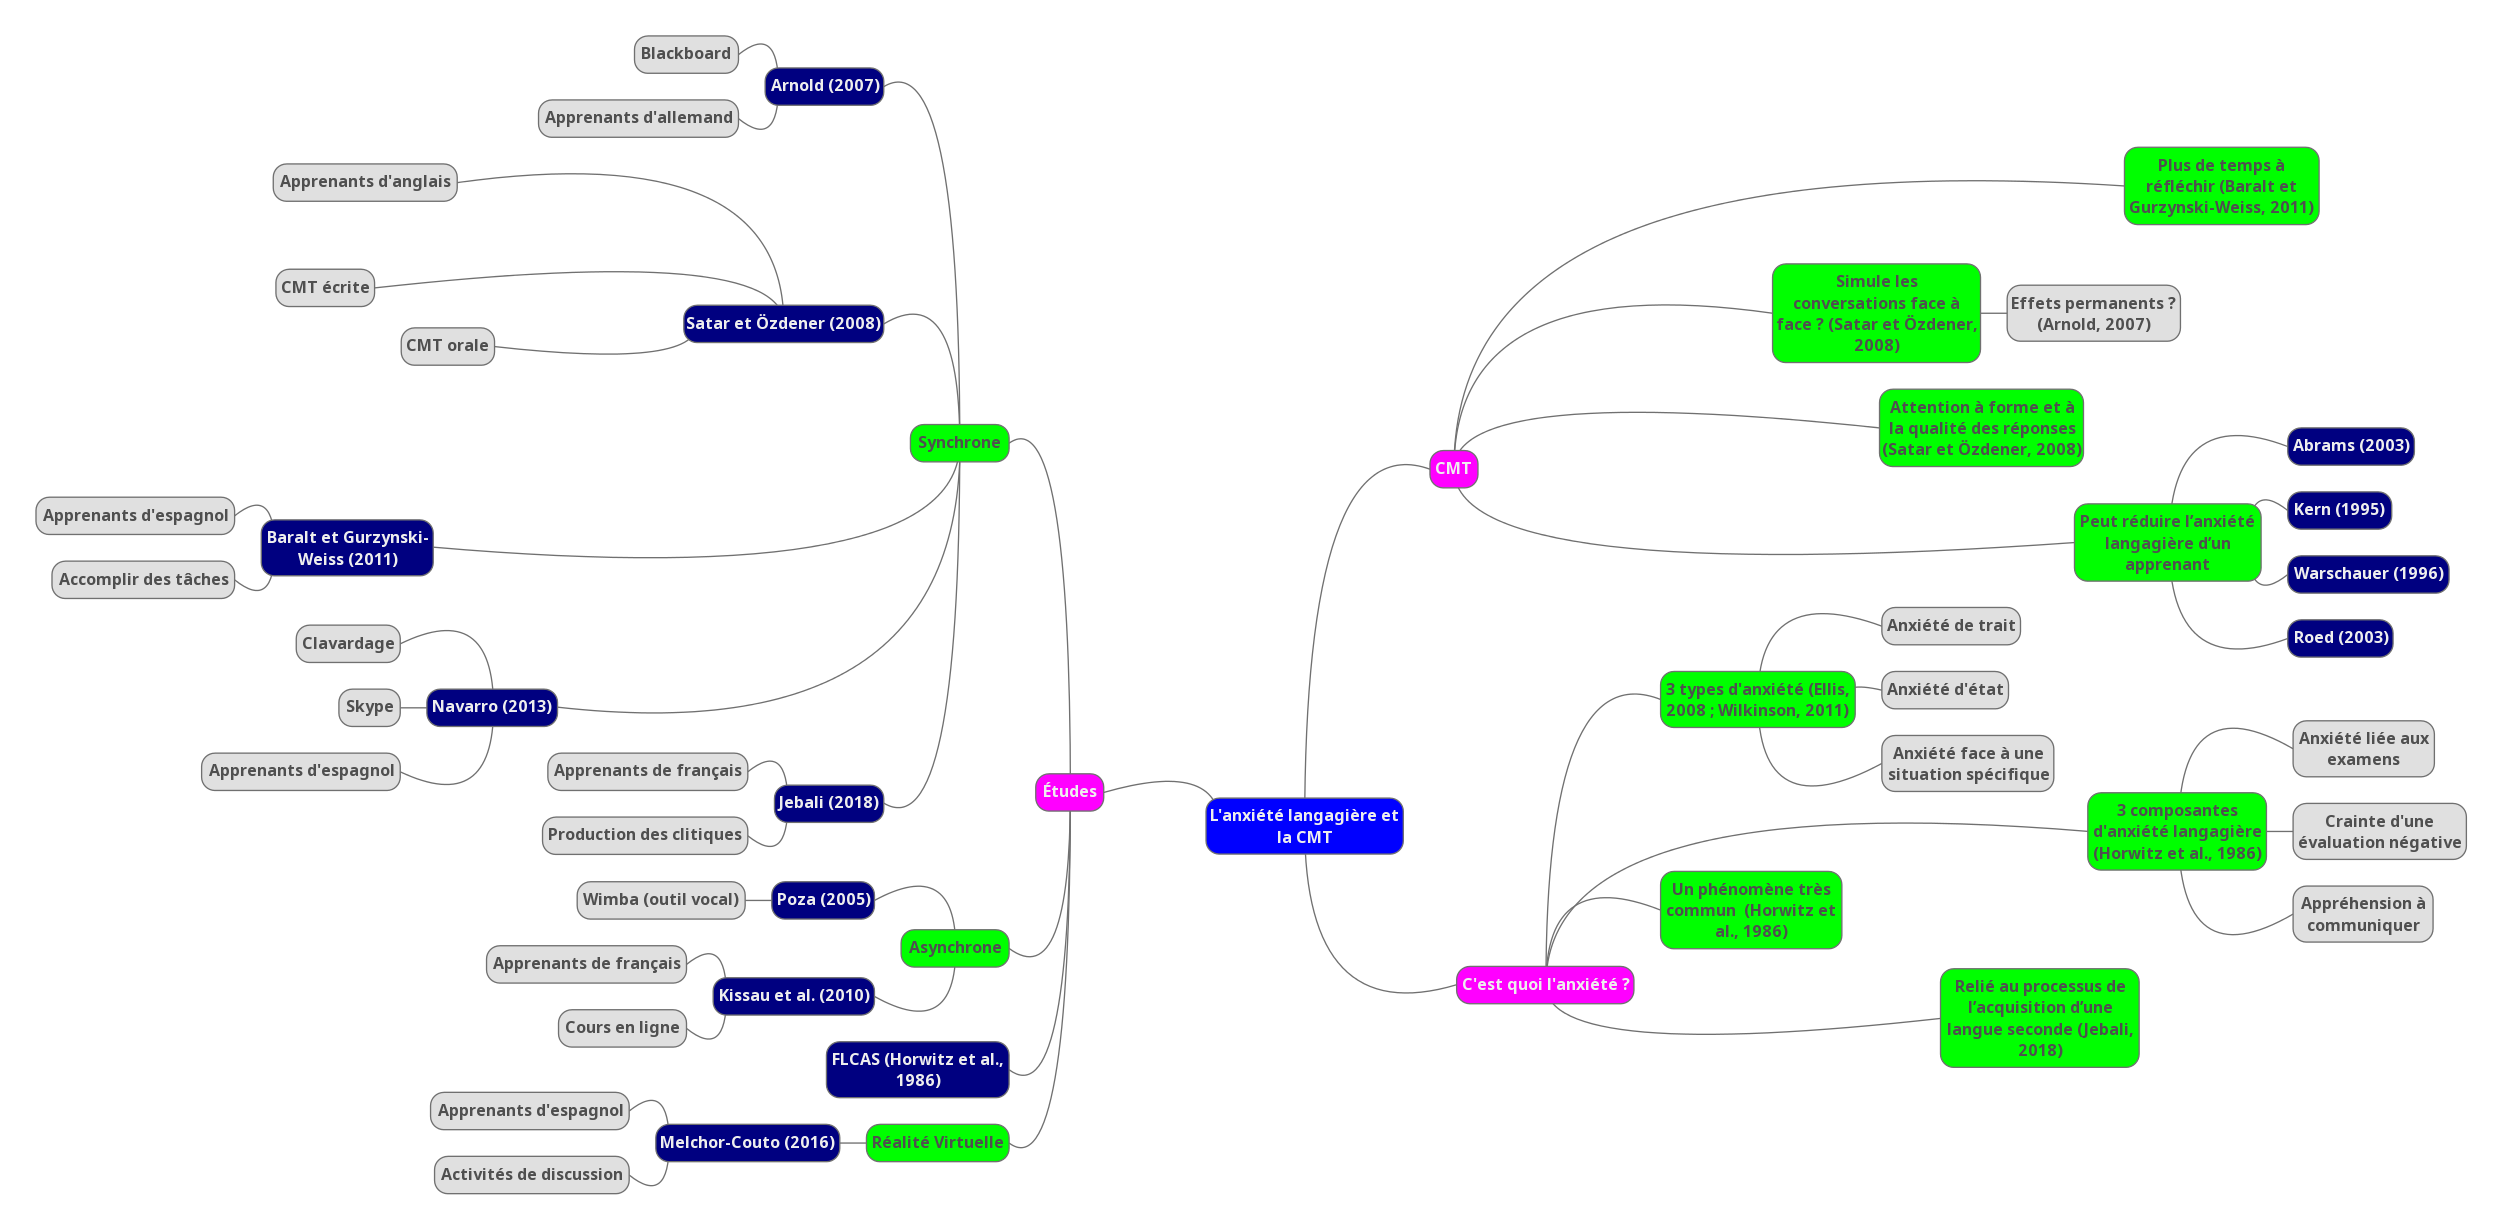 Blackboard
Arnold (2007)
Apprenants d'allemand
Apprenants d'anglais
CMT écrite
Satar et Özdener (2008)
CMT orale
Synchrone
Apprenants d'espagnol
Baralt et Gurzynski-
Weiss (2011)
Accomplir des tâches
Clavardage
Skype
Navarro (2013)
Apprenants d'espagnol
Apprenants de français
Jebali (2018)
Production des clitiques
Études
Wimba (outil vocal)
Poza (2005)
Asynchrone
Apprenants de français
Kissau et al. (2010)
Cours en ligne
FLCAS (Horwitz et al.,
1986)
Apprenants d'espagnol
Melchor-Couto (2016)
Réalité Virtuelle
Activités de discussion
L'anxiété langagière et
la CMT
Plus de temps à
réfléchir (Baralt et
Gurzynski-Weiss, 2011)
Simule les
conversations face à
face ? (Satar et Özdener,
2008)
Effets permanents ?
(Arnold, 2007)
Attention à forme et à
la qualité des réponses
(Satar et Özdener, 2008)
CMT
Abrams (2003)
Kern (1995)
Peut réduire l’anxiété
langagière d’un
apprenant
Warschauer (1996)
Roed (2003)
Anxiété de trait
3 types d'anxiété (Ellis,
2008 ; Wilkinson, 2011)
Anxiété d'état
Anxiété face à une
situation spécifique
Anxiété liée aux
examens
3 composantes
d'anxiété langagière
(Horwitz et al., 1986)
Crainte d'une
évaluation négative
Appréhension à
communiquer
Un phénomène très
commun  (Horwitz et
al., 1986)
C'est quoi l'anxiété ?
Relié au processus de
l’acquisition d’une
langue seconde (Jebali,
2018)